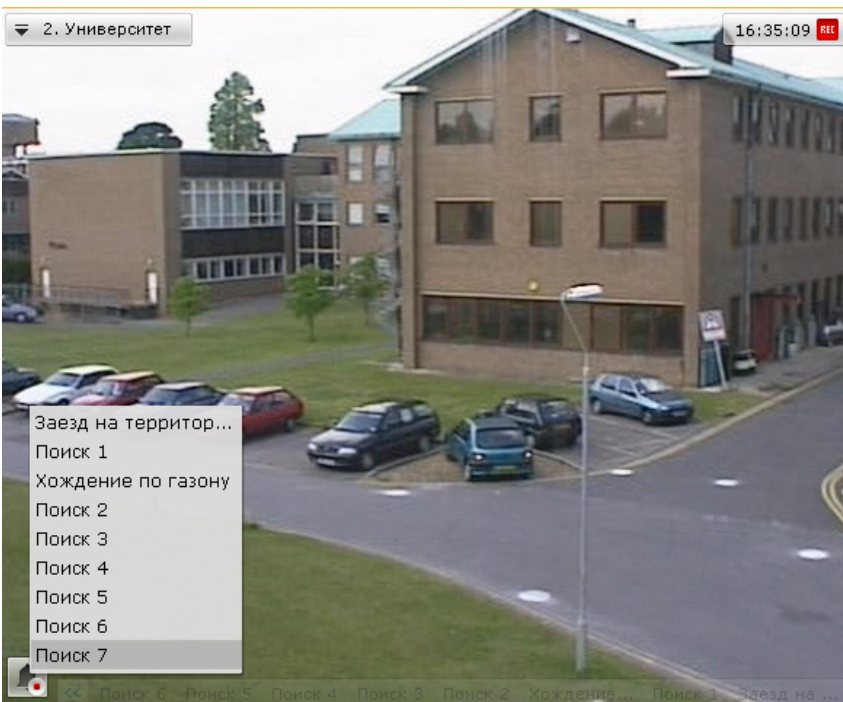 2. Университет
16:35:09 REC
Заезд на территор...
Поиск 1
Хождение по газону
Поиск 2
Поиск 3
Поиск 4
Поиск 5
Поиск 6
Поиск 7
<< Поиск 6 Поиск 5 Поиск 4 Поиск 3 Поиск 2 Хождение... Поиск 1 Заезд на ...